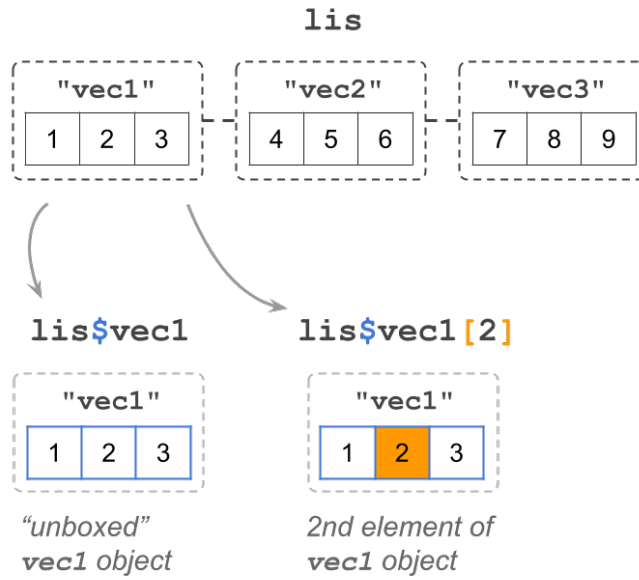 lis
"vec1" "vec2" "vec3"
1 2 3 4 5 6 7 8 9
lis$vec1 lis$vec1[2]
"vec1" "vec1"
1 2 3 1 2 3
“unboxed” 2nd element of
vec1 object vec1 object